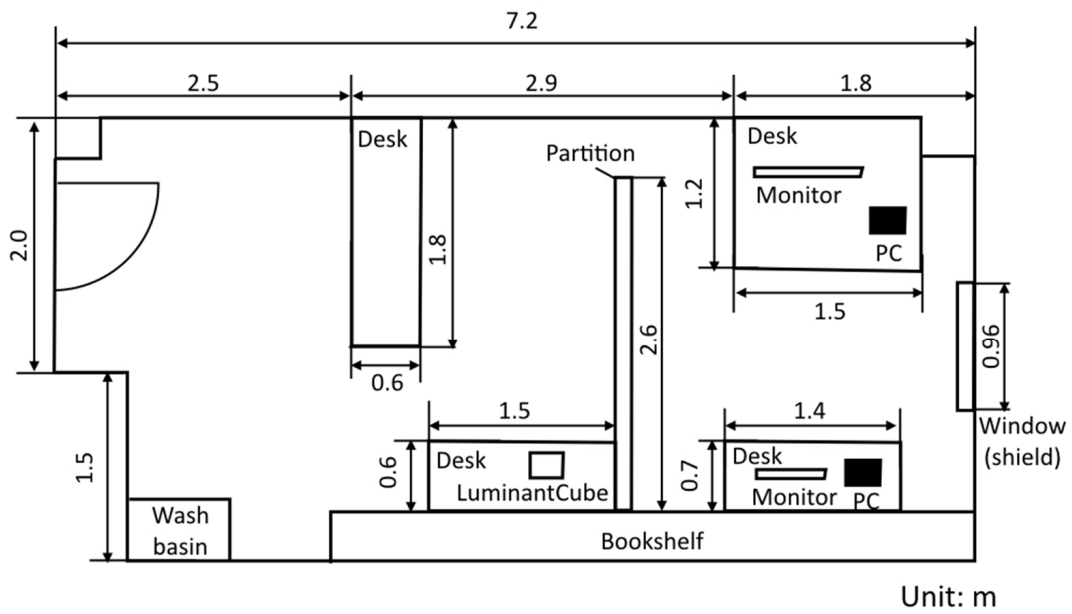 7.2
2.5
2.9
1.8
Desk
Desk
Partition
Monitor
1.2
PC
2.0
1.8
1.5
2.6
0.96
0.6
1.5
1.4
Window
(shield)
0.6
Desk
LuminantCube
0.7
Desk
Monitor
PC
1.5
Wash
basin
Bookshelf
Unit: m